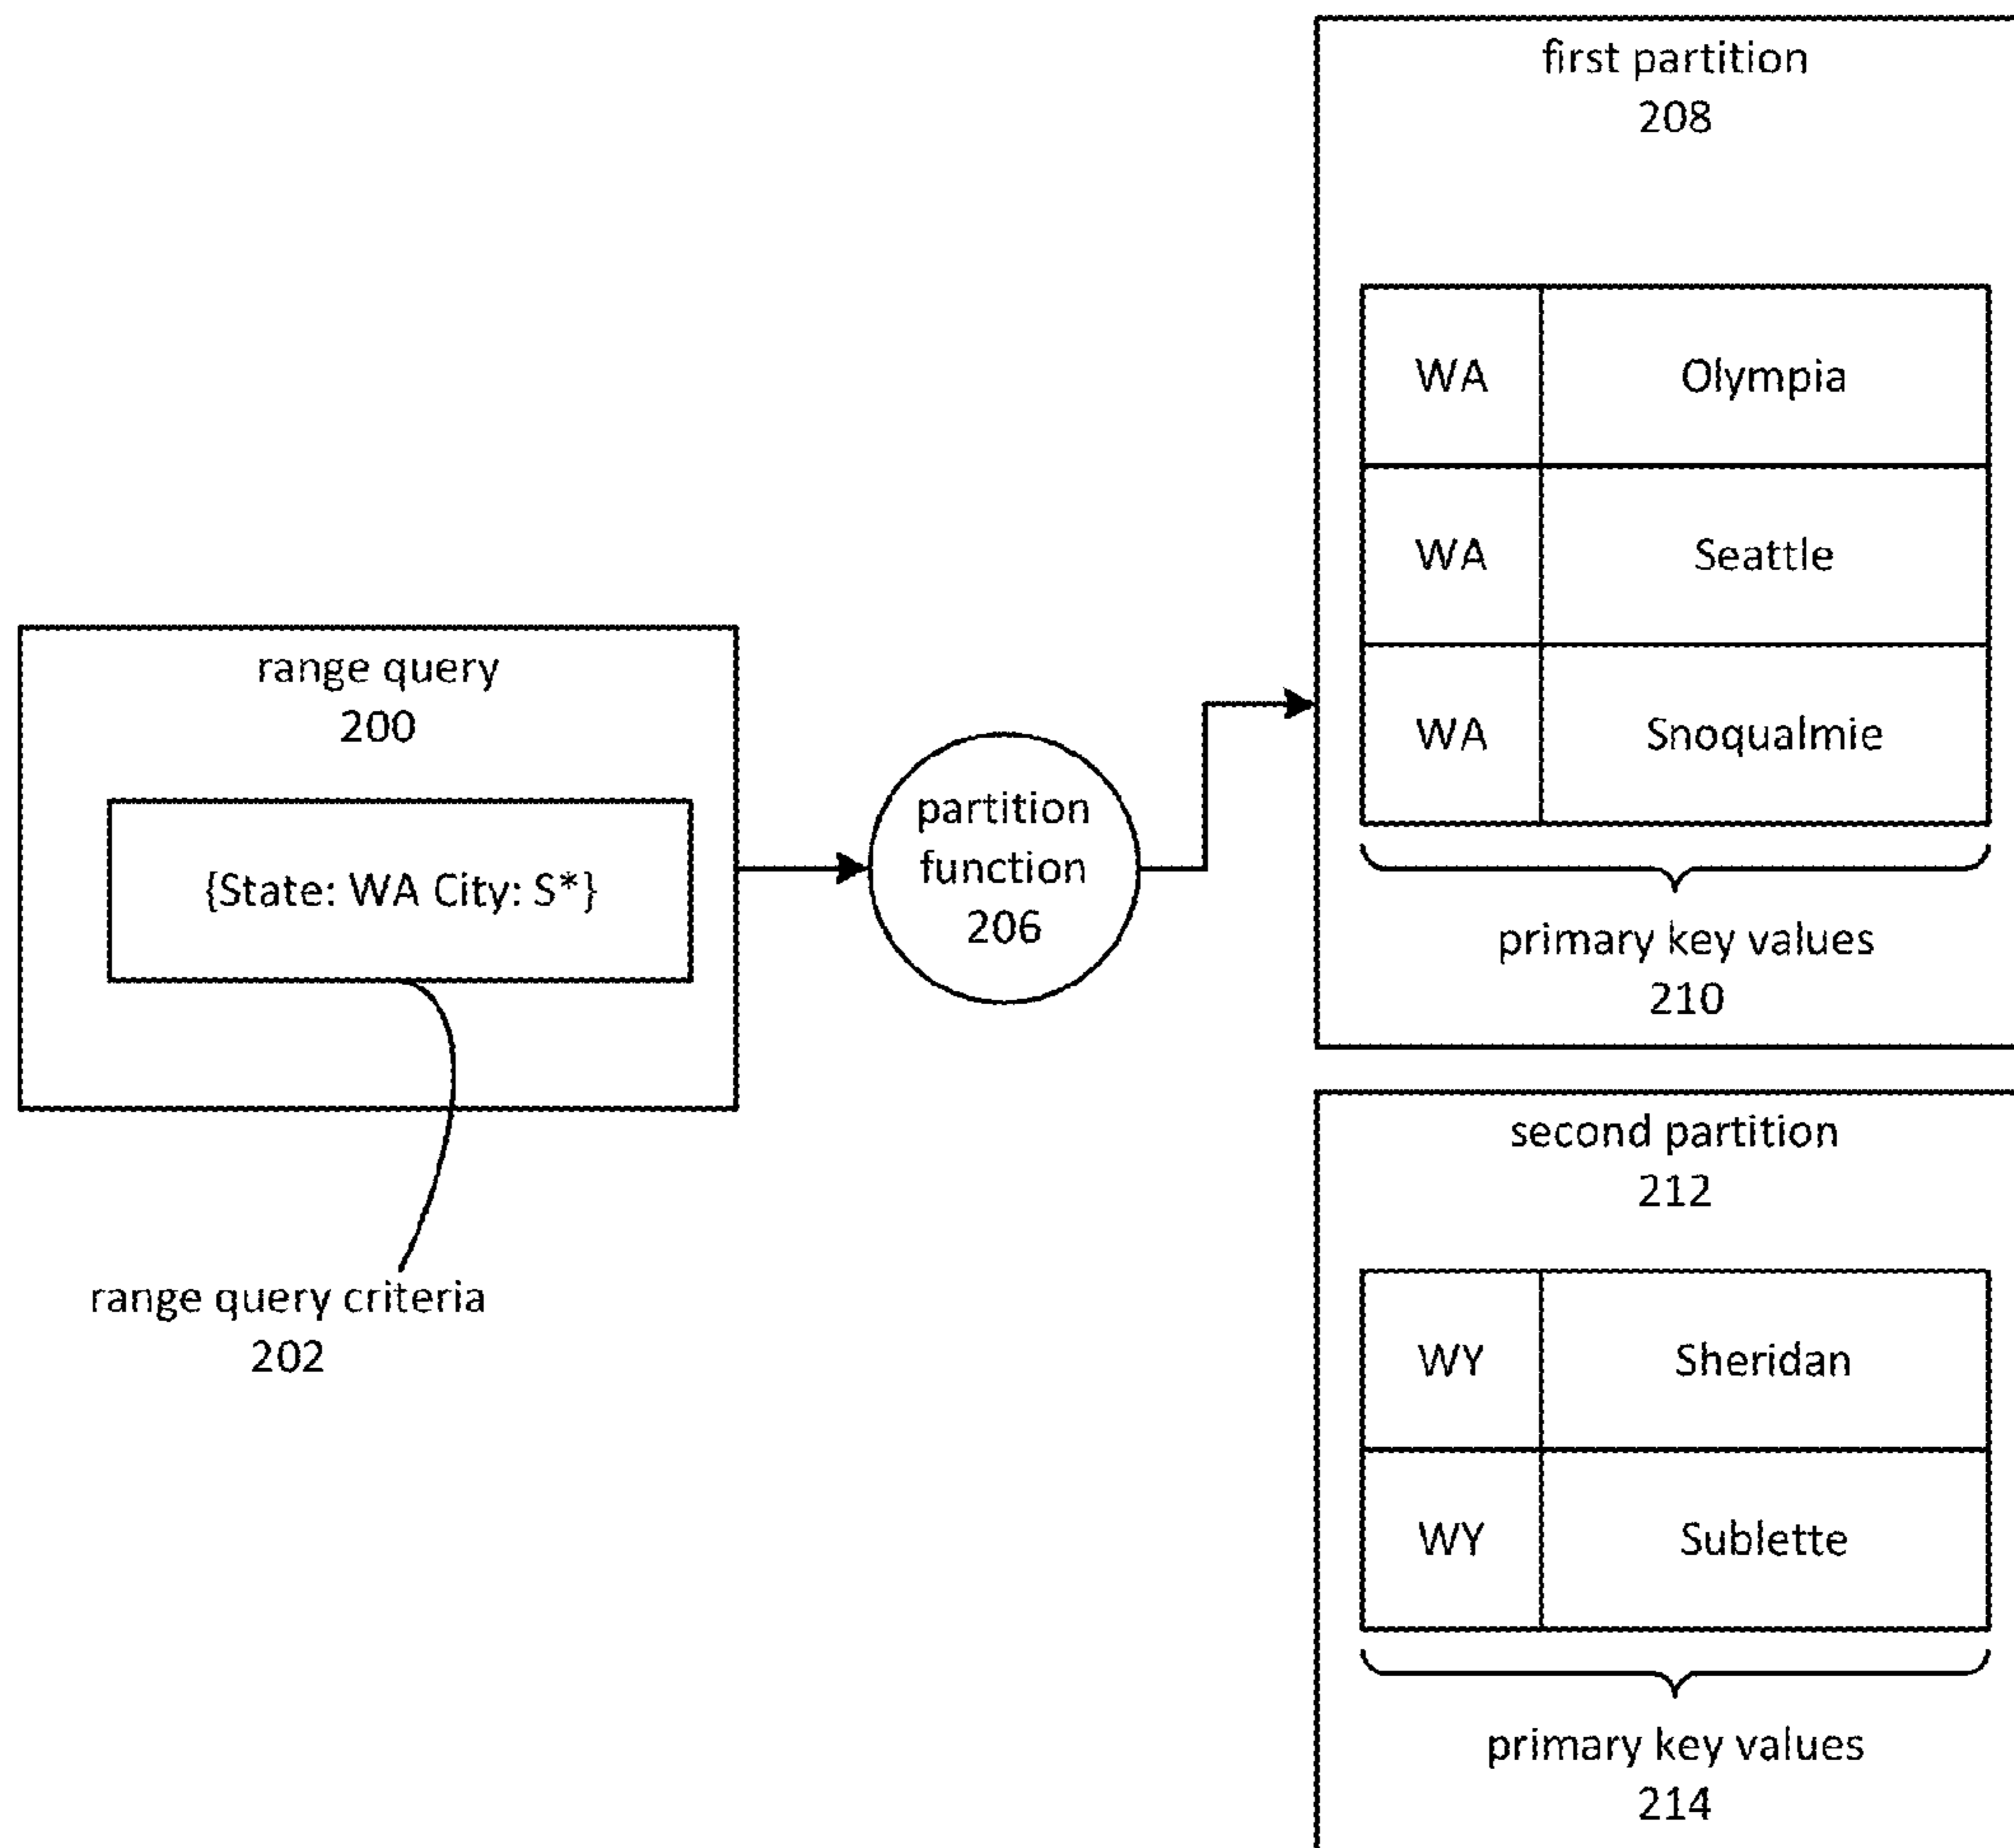 first partition
208
WA Olympia
WA Seattle
WA Snoqualmie
primary key values
210
range query
200
{State: WA City: S*}
range query criteria
202
partition
function
206
second partition
212
WY Sheridan
WY Sublette
primary key values
214